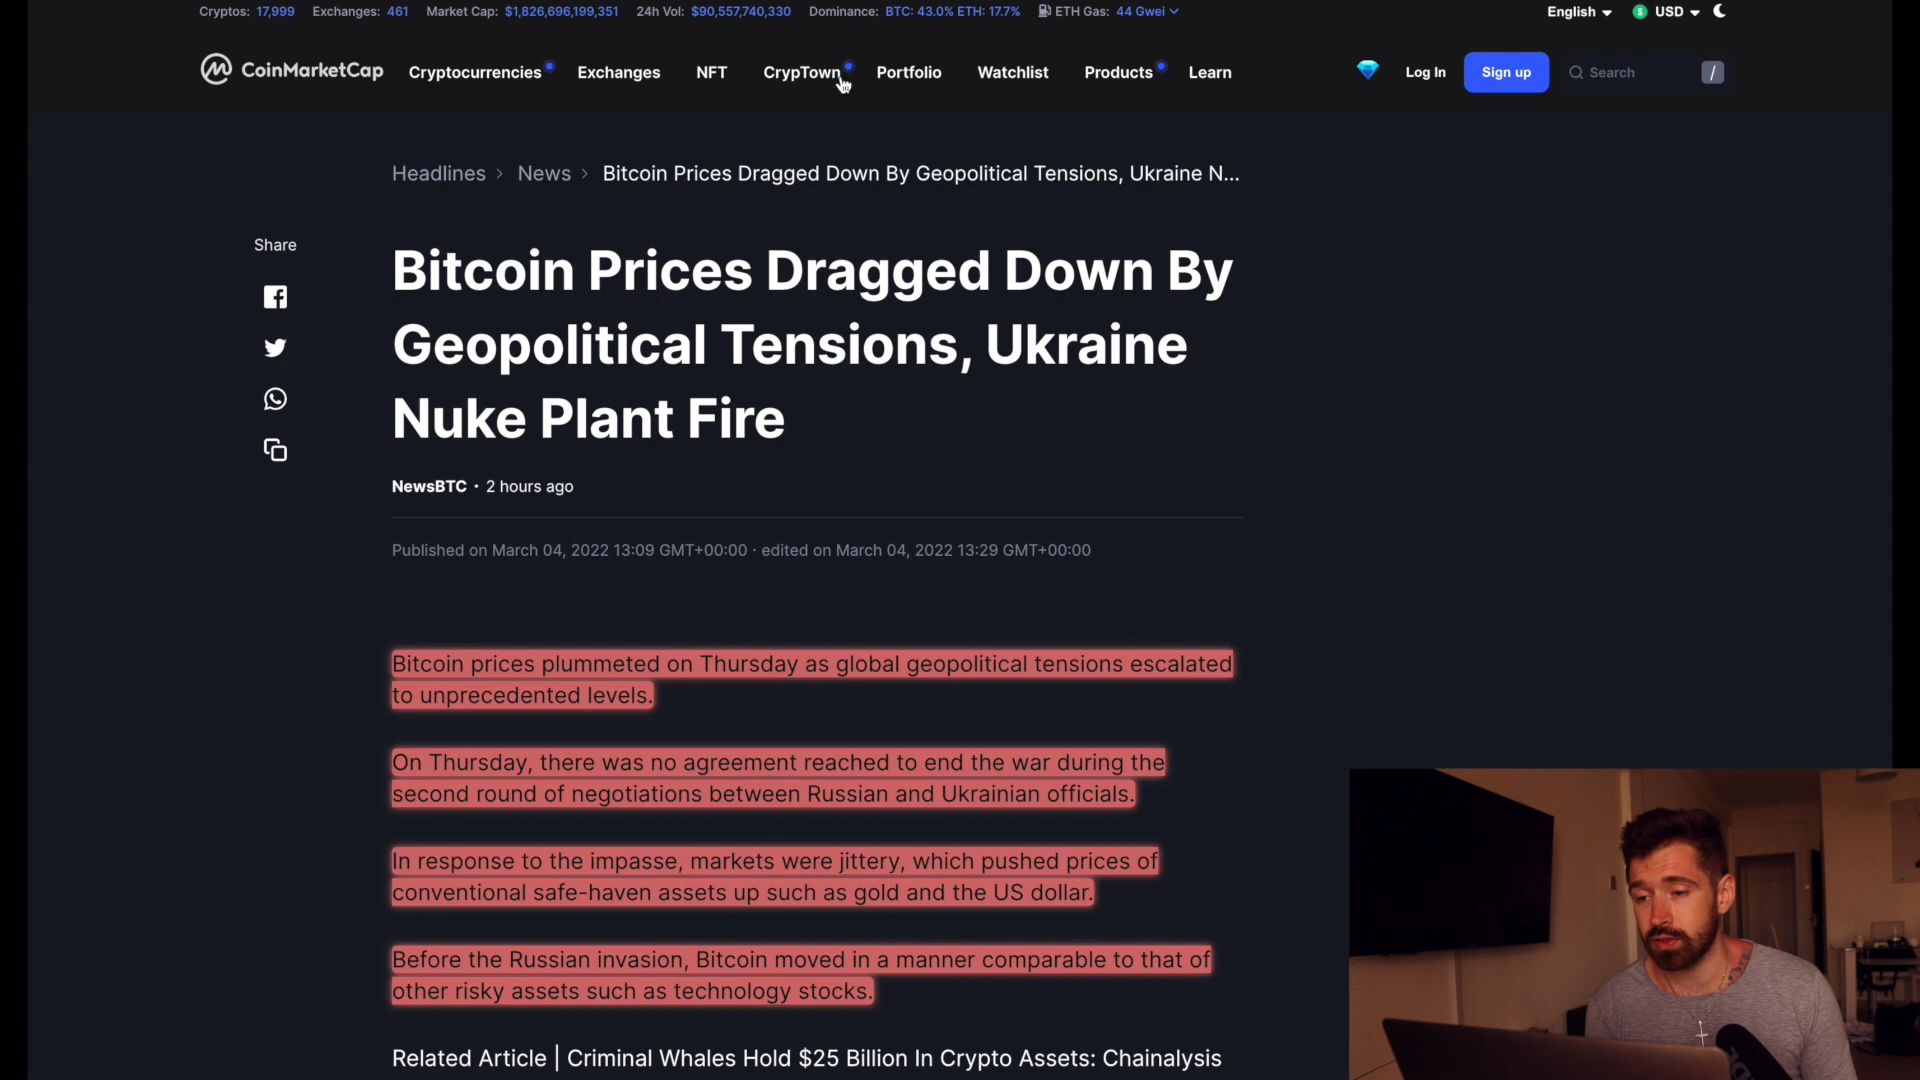 Cryptos: 17,999 Exchanges: 461 Market Cap: $1,826,696,199,351 24h Vol: $90,557,740,330 Dominance: BTC: 43.0% ETH: 17.7% ETH Gas: 44 Gwei English USD
CoinMarketCap Cryptocurrencies Exchanges NFT CrypTown Portfolio Watchlist Products Learn Log In Sign up Search /
Headlines > News > Bitcoin Prices Dragged Down By Geopolitical Tensions, Ukraine N...
Share
Bitcoin Prices Dragged Down By
Geopolitical Tensions, Ukraine
Nuke Plant Fire
NewsBTC · 2 hours ago
Published on March 04, 2022 13:09 GMT+00:00 · edited on March 04, 2022 13:29 GMT+00:00
Bitcoin prices plummeted on Thursday as global geopolitical tensions escalated
to unprecedented levels.
On Thursday, there was no agreement reached to end the war during the
second round of negotiations between Russian and Ukrainian officials.
In response to the impasse, markets were jittery, which pushed prices of
conventional safe-haven assets up such as gold and the US dollar.
Before the Russian invasion, Bitcoin moved in a manner comparable to that of
other risky assets such as technology stocks.
Related Article | Criminal Whales Hold $25 Billion In Crypto Assets: Chainalysis